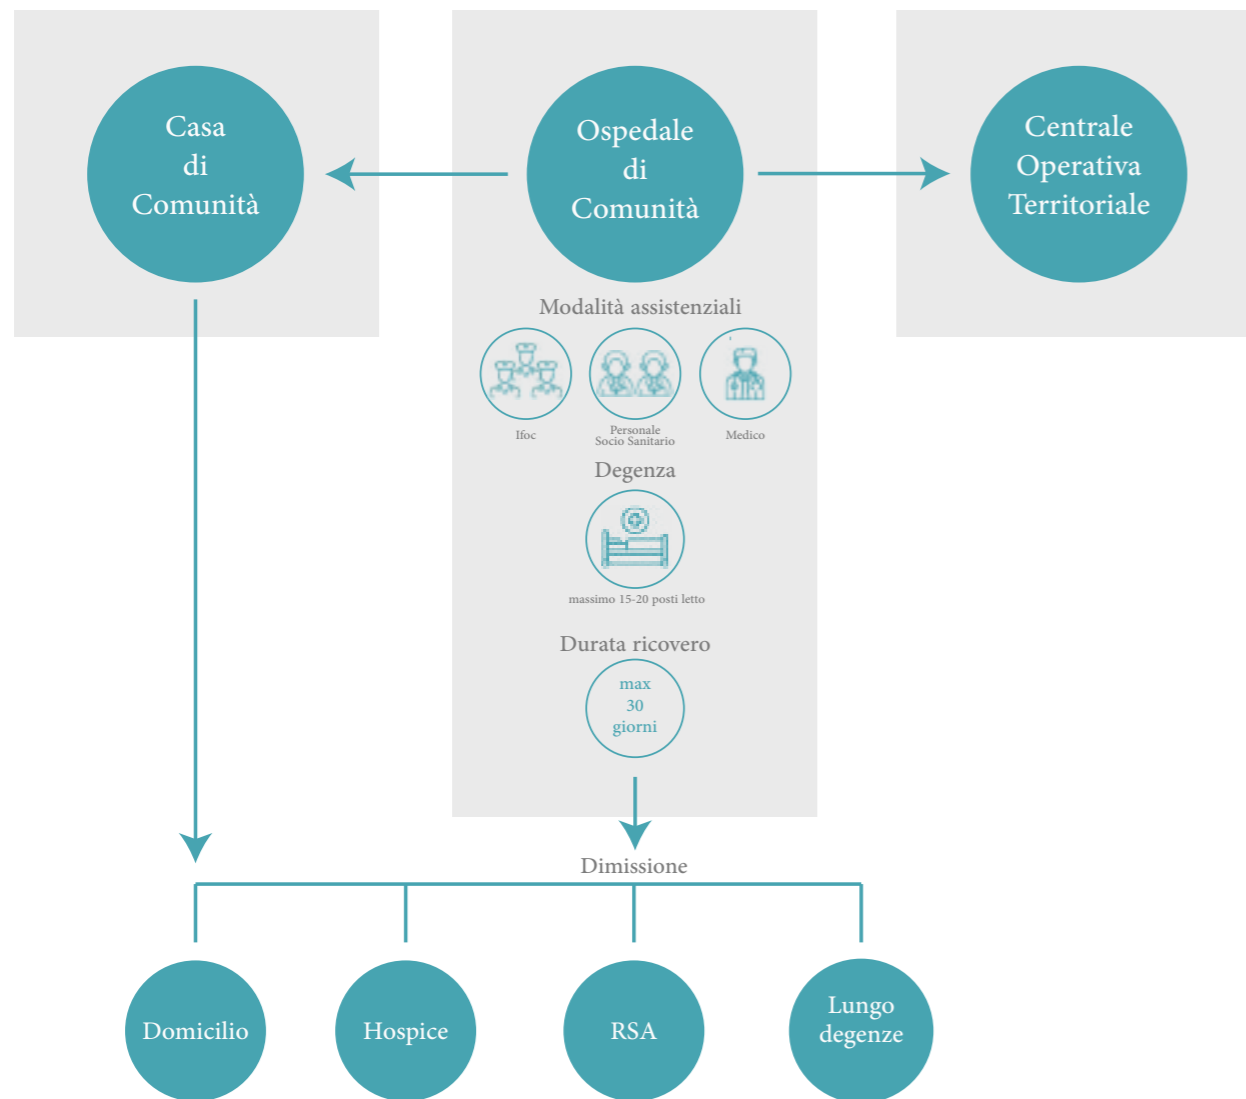 Casa
di
Comunità
Ospedale
di
Comunità
Centrale
Operativa
Territoriale
Modalità assistenziali
Ifoc
Personale
Socio Sanitario
Medico
Degenza
massimo 15-20 posti letto
Durata ricovero
max
30
giorni
Dimissione
Domicilio
Hospice
RSA
Lungo
degenze